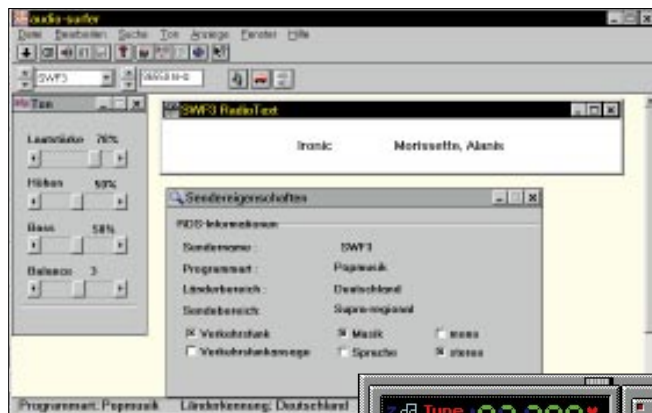 audio-surfer
Datei Bearbeiten Suche Ton Anzeige Fenster Hilfe
SWF3
Ton
Lautstärke 76%
Höhen 50%
Bass 50%
Balance 3
SWF3 RadioText
Ironic Morissette, Alanis
Sendereigenschaften
RDS-Informationen
Sendername : SWF3
Programmart : Popmusik
Länderbereich : Deutschland
Sendebereich: Supra-regional
Verkehrsfunk Musik mono
Verkehrsfunkansage Sprache stereo
Programmart: Popmusik Länderkennung: Deutschland
Tune